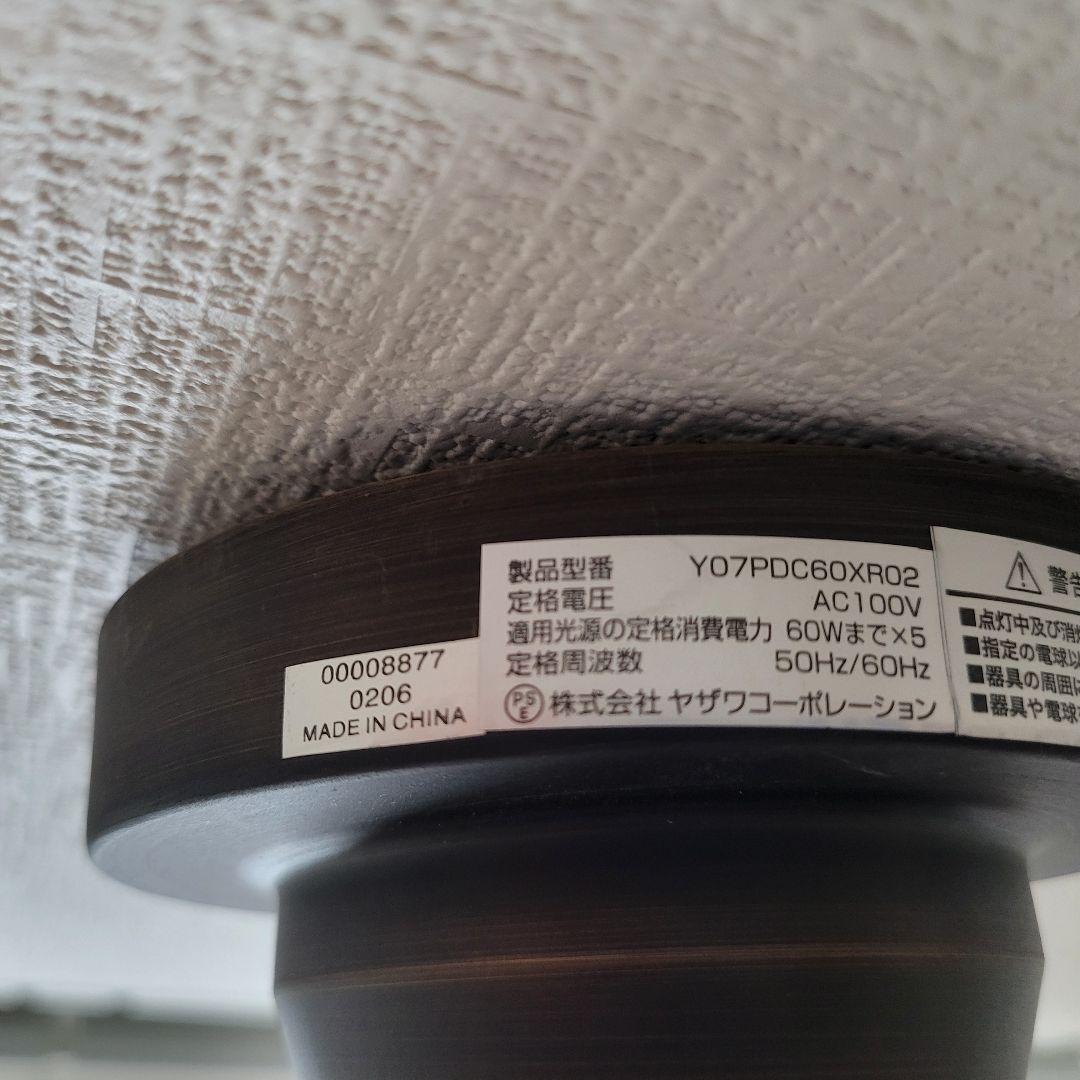 00008877
0206
MADE IN CHINA
製品型番 Y07PDC60XR02
定格電圧 AC100V
適用光源の定格消費電力 60Wまで×5
定格周波数 50Hz/60Hz
PSE 株式会社 ヤザワコーポレーション
警告
■点灯中及び消
■指定の電球以
■器具の周囲に
■器具や電球